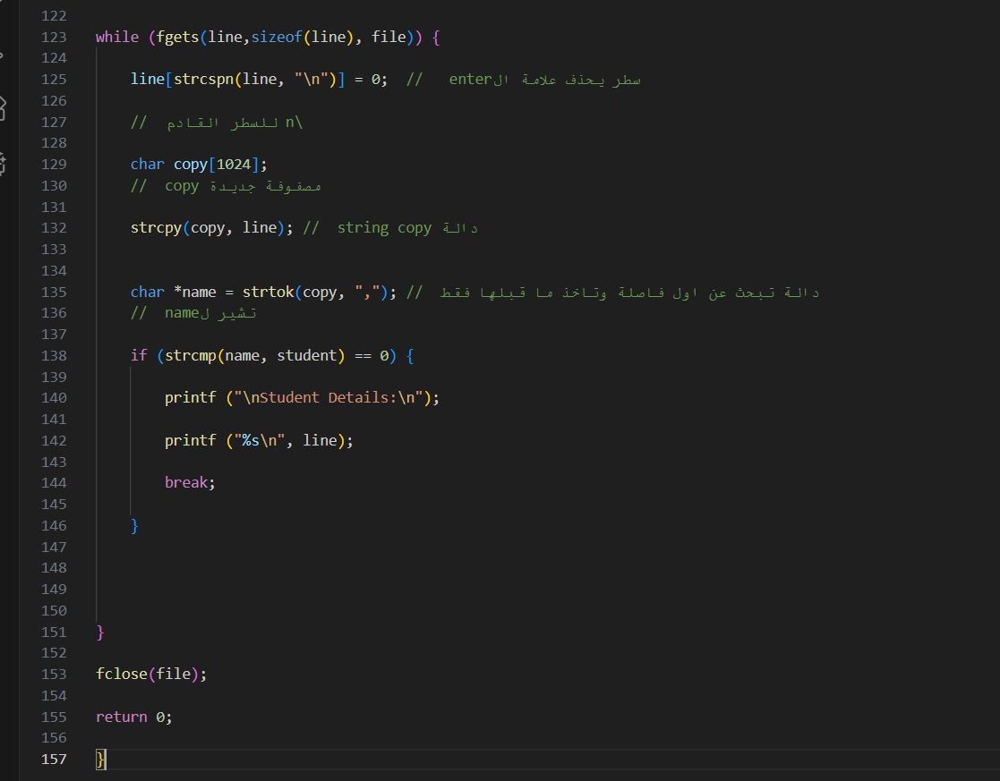 122
123 while (fgets(line,sizeof(line), file)) {
124
125 line[strcspn(line, "\n")] = 0; // سطر يحذف علامة الenter
126
127 // للسطر القادم n\
128
129 char copy[1024];
130 // copy مصفوفة جديدة
131
132 strcpy(copy, line); // string copy دالة
133
134
135 char *name = strtok(copy, ","); // دالة تبحث عن اول فاصلة وتاخذ ما قبلها فقط
136 // nameتشير ل
137
138 if (strcmp(name, student) == 0) {
139
140 printf ("\nStudent Details:\n");
141
142 printf ("%s\n", line);
143
144 break;
145
146 }
147
148
149
150
151 }
152
153 fclose(file);
154
155 return 0;
156
157 }